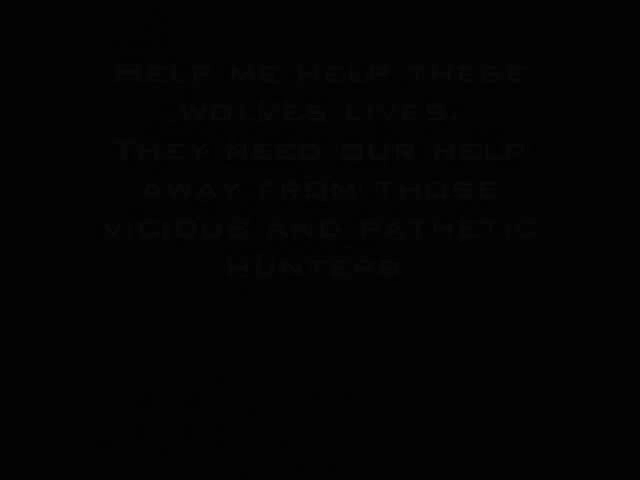 Help me help these
wolves lives.
They need our help
away from those
vicious and pathetic
hunters